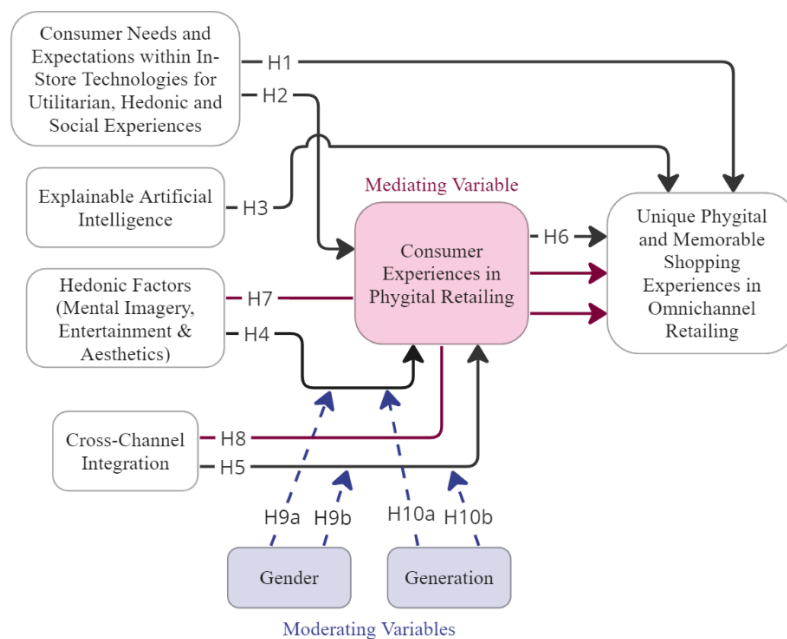 Consumer Needs and
Expectations within In-
Store Technologies for
Utilitarian, Hedonic and
Social Experiences
H1
H2
Explainable Artificial
Intelligence
H3
Mediating Variable
Consumer
Experiences in
Phygital Retailing
H6
Unique Phygital
and Memorable
Shopping
Experiences in
Omnichannel
Retailing
Hedonic Factors
(Mental Imagery,
Entertainment &
Aesthetics)
H7
H4
Cross-Channel
Integration
H8
H5
H9a
H9b
H10a
H10b
Gender
Generation
Moderating Variables